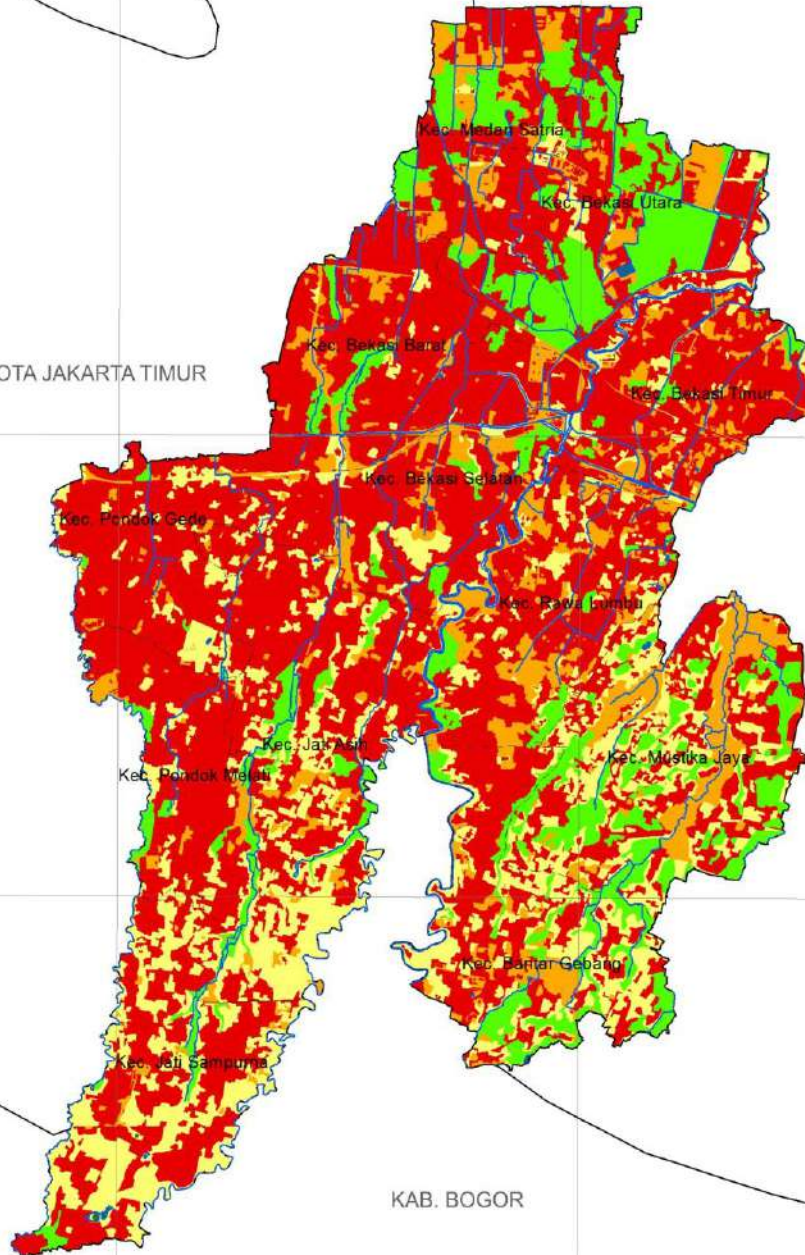 Kec. Medan Satria
Kec. Bekasi Utara
Kec. Bekasi Barat
OTA JAKARTA TIMUR
Kec. Bekasi Timur
Kec. Bekasi Selatan
Kec. Pondok Gede
Kec. Rawa Lumbu
Kec. Jati Asih
Kec. Mustika Jaya
Kec. Pondok Melati
Kec. Bantar Gebang
Kec. Jati Sampurna
KAB. BOGOR